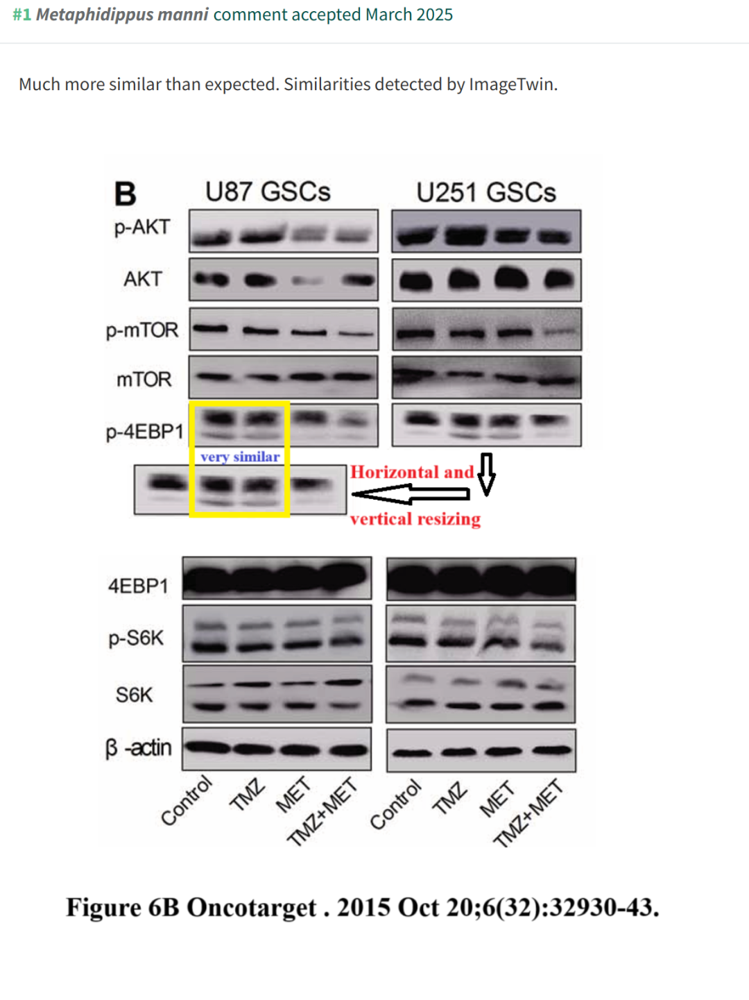 #1 Metaphidippus manni comment accepted March 2025
Much more similar than expected. Similarities detected by ImageTwin.
B U87 GSCs U251 GSCs
p-AKT
AKT
p-mTOR
mTOR
p-4EBP1
very similar
Horizontal and
vertical resizing
4EBP1
p-S6K
S6K
β -actin
Control TMZ MET TMZ+MET Control TMZ MET TMZ+MET
Figure 6B Oncotarget . 2015 Oct 20;6(32):32930-43.